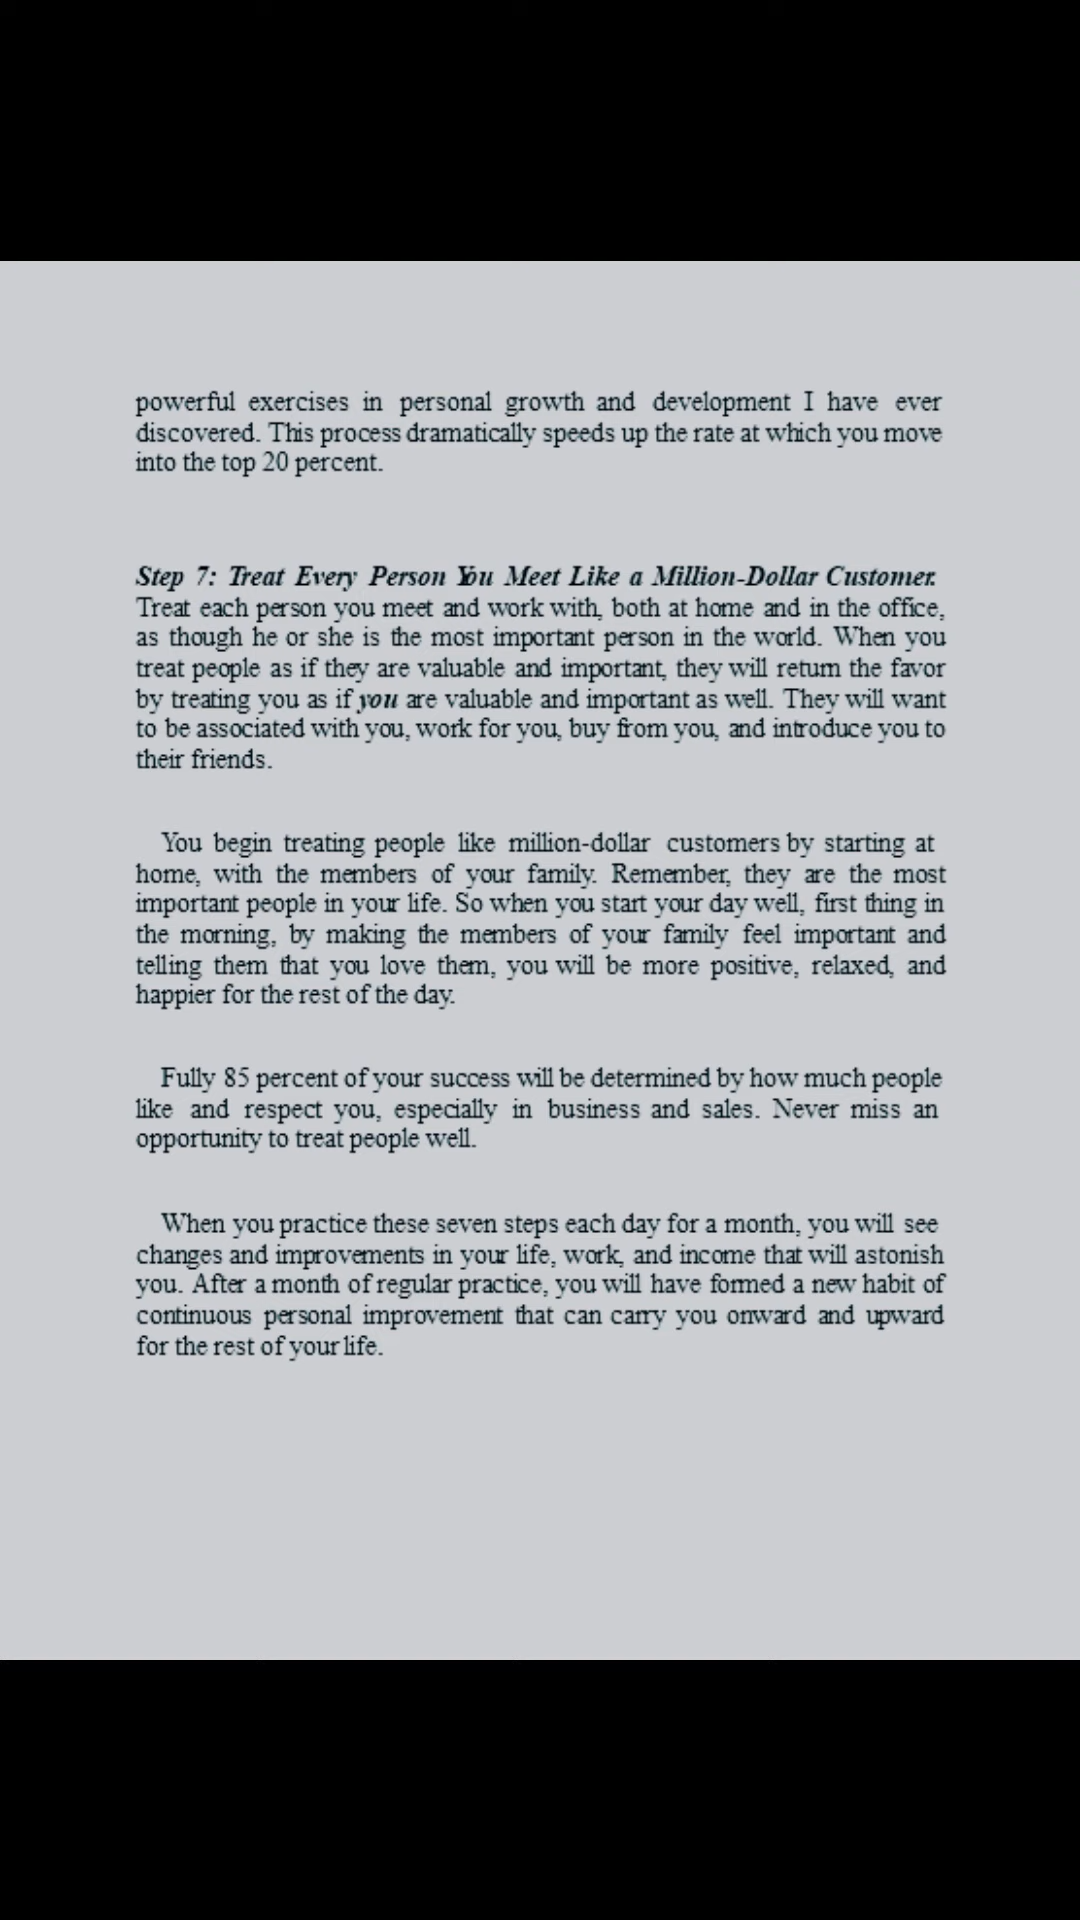 powerful exercises in personal growth and development I have ever
discovered. This process dramatically speeds up the rate at which you move
into the top 20 percent.
Step 7: Treat Every Person You Meet Like a Million-Dollar Customer.
Treat each person you meet and work with, both at home and in the office,
as though he or she is the most important person in the world. When you
treat people as if they are valuable and important, they will return the favor
by treating you as if you are valuable and important as well. They will want
to be associated with you, work for you, buy from you, and introduce you to
their friends.
You begin treating people like million-dollar customers by starting at
home, with the members of your family. Remember, they are the most
important people in your life. So when you start your day well, first thing in
the morning, by making the members of your family feel important and
telling them that you love them, you will be more positive, relaxed, and
happier for the rest of the day.
Fully 85 percent of your success will be determined by how much people
like and respect you, especially in business and sales. Never miss an
opportunity to treat people well.
When you practice these seven steps each day for a month, you will see
changes and improvements in your life, work, and income that will astonish
you. After a month of regular practice, you will have formed a new habit of
continuous personal improvement that can carry you onward and upward
for the rest of your life.